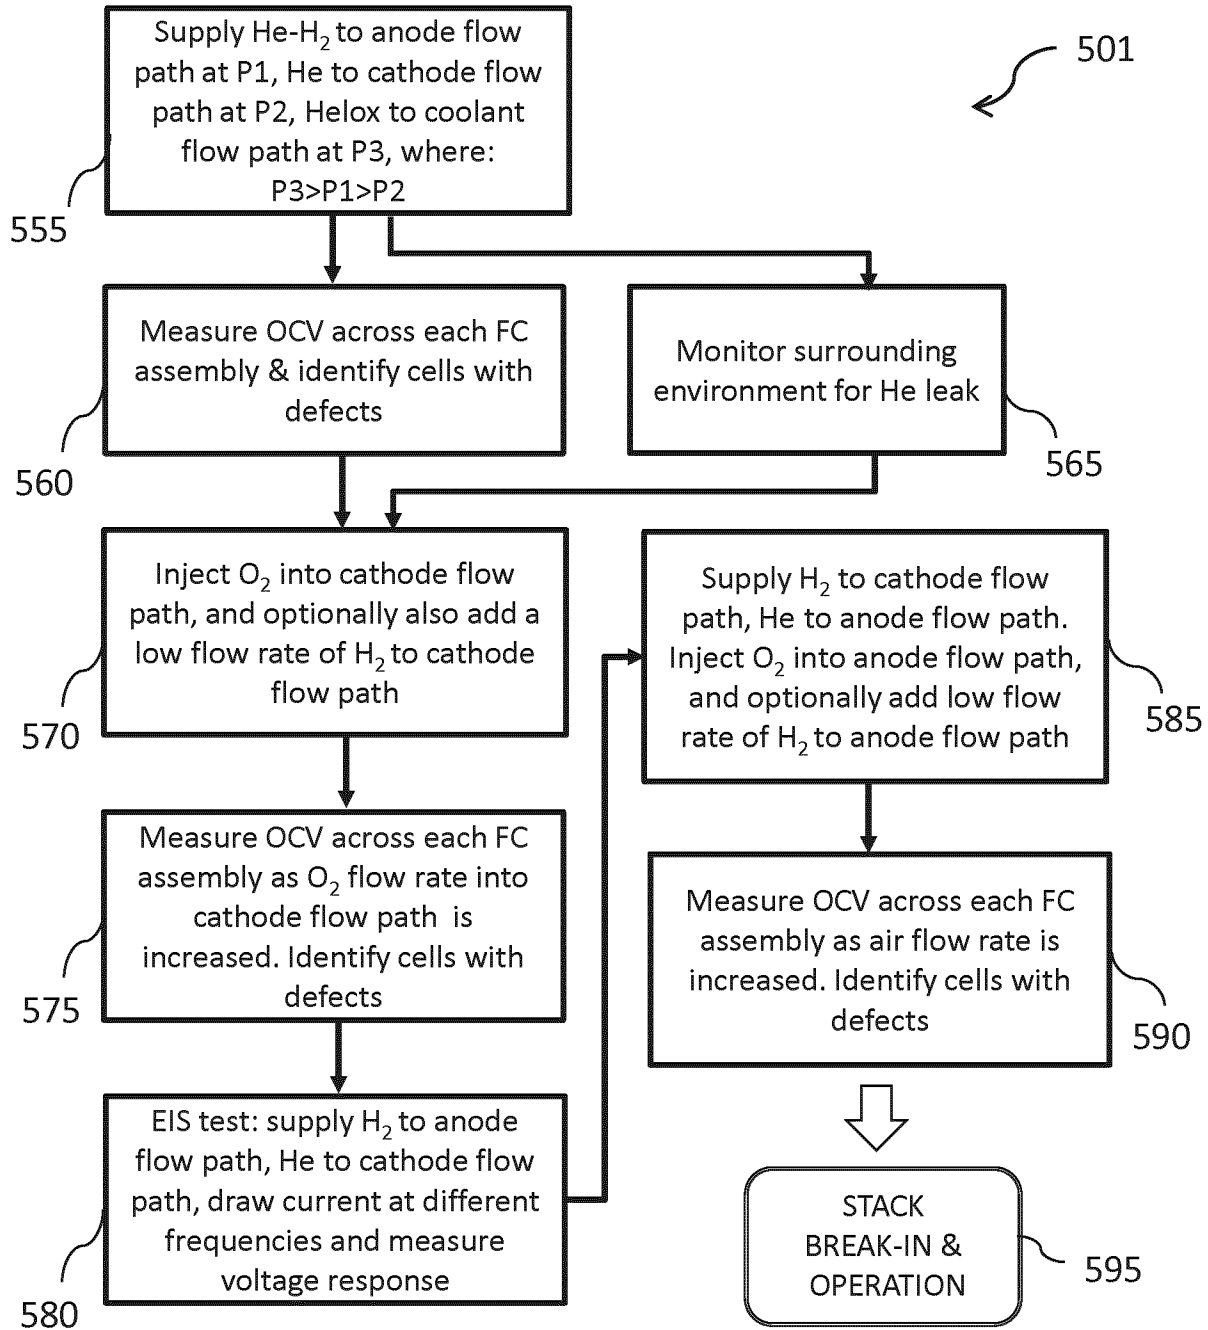 Supply He-H2 to anode flow
path at P1, He to cathode flow
path at P2, Helox to coolant
flow path at P3, where:
P3>P1>P2
501
555
Measure OCV across each FC
assembly & identify cells with
defects
560
Monitor surrounding
environment for He leak
565
Inject O2 into cathode flow
path, and optionally also add a
low flow rate of H2 to cathode
flow path
570
Measure OCV across each FC
assembly as O2 flow rate into
cathode flow path is
increased. Identify cells with
defects
575
EIS test: supply H2 to anode
flow path, He to cathode flow
path, draw current at different
frequencies and measure
voltage response
580
Supply H2 to cathode flow
path, He to anode flow path.
Inject O2 into anode flow path,
and optionally add low flow
rate of H2 to anode flow path
585
Measure OCV across each FC
assembly as air flow rate is
increased. Identify cells with
defects
590
STACK
BREAK-IN &
OPERATION
595